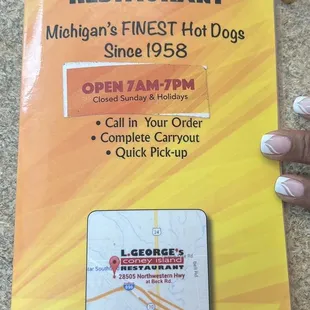 RESTAURANT
Michigan's FINEST Hot Dogs
Since 1958
OPEN 7AM-7PM
Closed Sunday & Holidays
• Call in Your Order
• Complete Carryout
• Quick Pick-up
L.GEORGE's
coney island
RESTAURANT
28505 Northwestern Hwy
at Beck Rd.